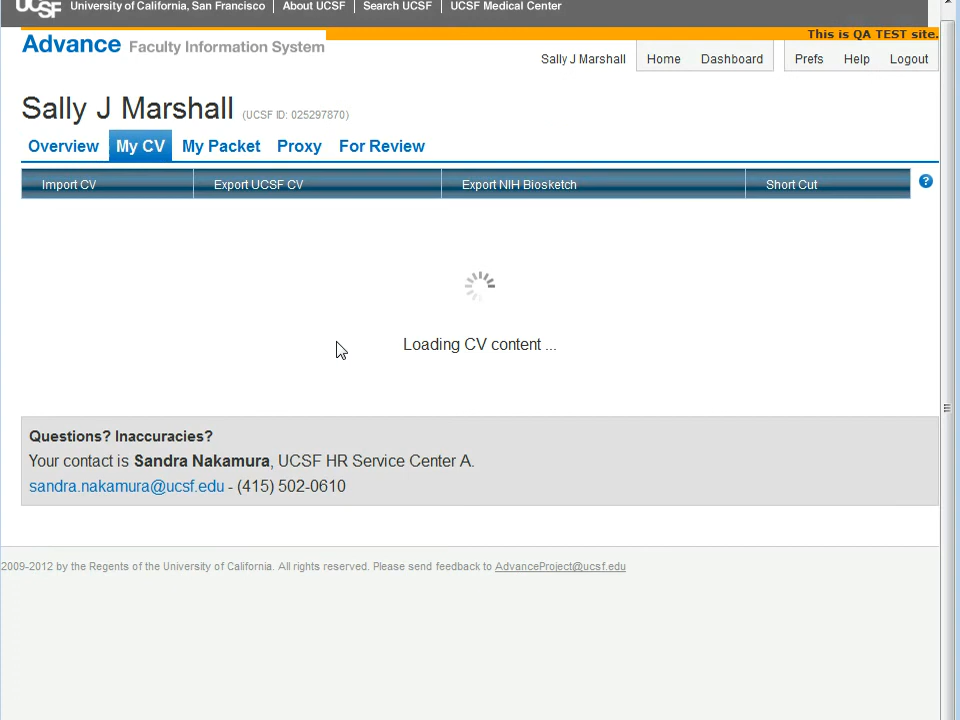 UCSF University of California, San Francisco About UCSF Search UCSF UCSF Medical Center
This is QA TEST site.
Advance Faculty Information System
Sally J Marshall Home Dashboard Prefs Help Logout
Sally J Marshall (UCSF ID: 025297870)
Overview My CV My Packet Prefix For Review
Import CV Export UCSF CV Export NIH Biosketch Short Cut ?
Loading CV content ...
Questions? Inaccuracies?
Your contact is Sandra Nakamura, UCSF HR Service Center A.
sandra.nakamura@ucsf.edu - (415) 502-0610
2009-2012 by the Regents of the University of California. All rights reserved. Please send feedback to AdvanceProject@ucsf.edu